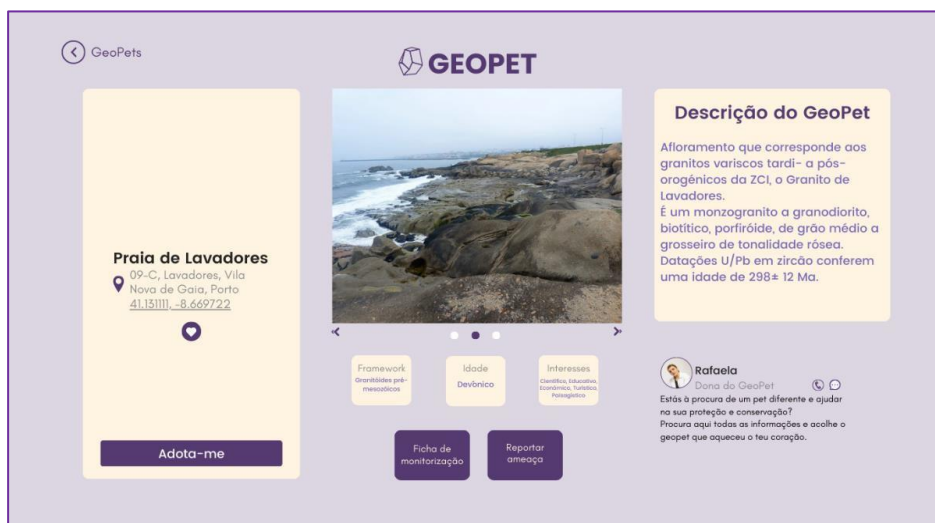 GeoPets
GEOPET
Praia de Lavadores
09-C, Lavadores, Vila
Nova de Gaia, Porto
41.131111, -8.669722
Adota-me
Framework
Granitóides pré-
mesozóicos
Idade
Devônico
Interesses
Científico, Educativo,
Económico, Turístico,
Paisagístico
Ficha de
monitorização
Reportar
ameaça
Descrição do GeoPet
Afloramento que corresponde aos
granitos variscos tardi- a pós-
orogénicos da ZCI, o Granito de
Lavadores.
É um monzogranito a granodiorito,
biotítico, porfiróide, de grão médio a
grosseiro de tonalidade rósea.
Datações U/Pb em zircão conferem
uma idade de 298± 12 Ma.
Rafaela
Dona do GeoPet
Estás à procura de um pet diferente e ajudar
na sua proteção e conservação?
Procura aqui todas as informações e acolhe o
geopet que aqueceu o teu coração.